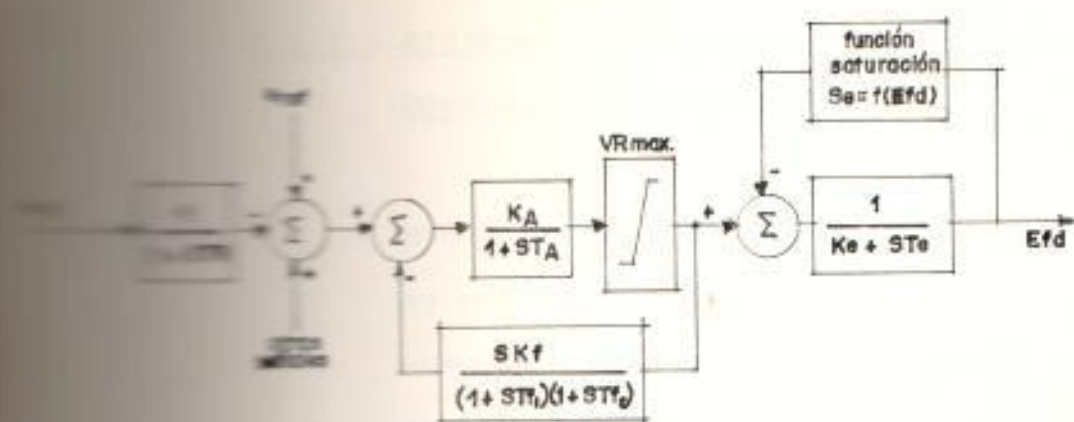 función
saturación
Se = f(Efd)
VR max.
-
-
-
Σ
+
Σ
-
K_A
1 + ST_A
+
Σ
1
Ke + STe
Efd
SKf
(1 + STf₁)(1 + STf₂)